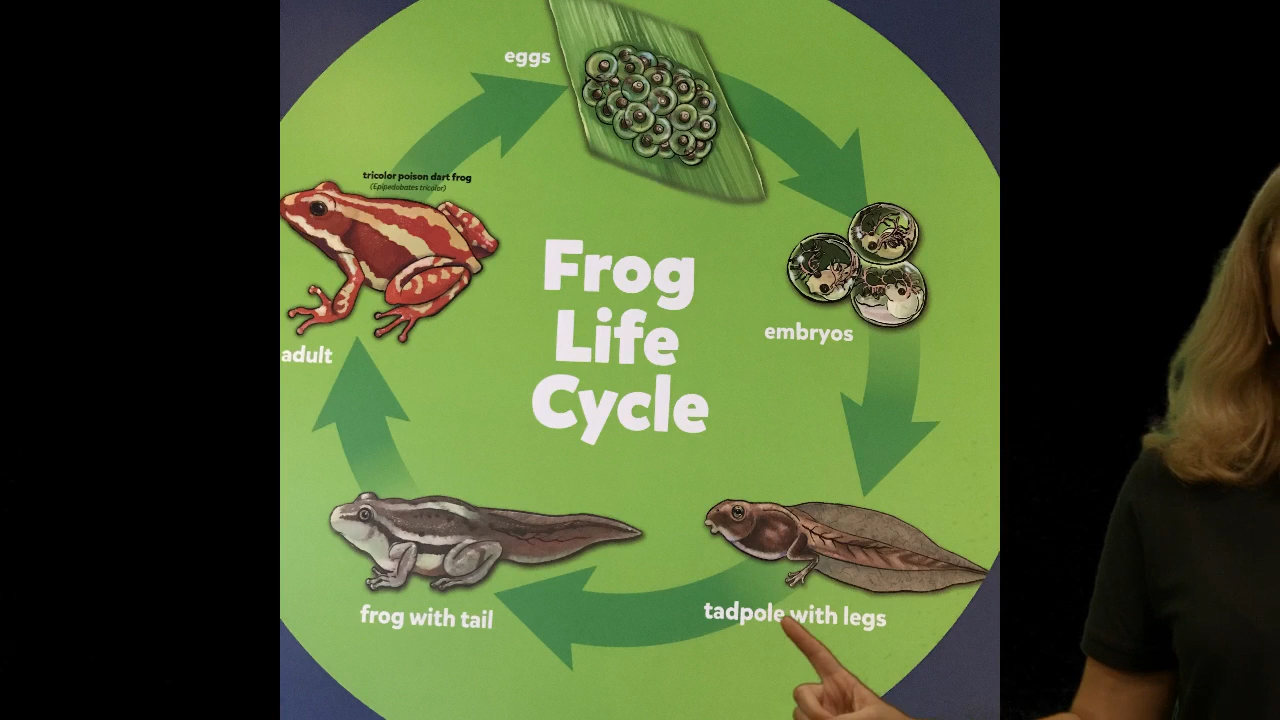 eggs
tricolor poison dart frog
(Epipedobates tricolor)
Frog
Life
Cycle
embryos
adult
frog with tail
tadpole with legs